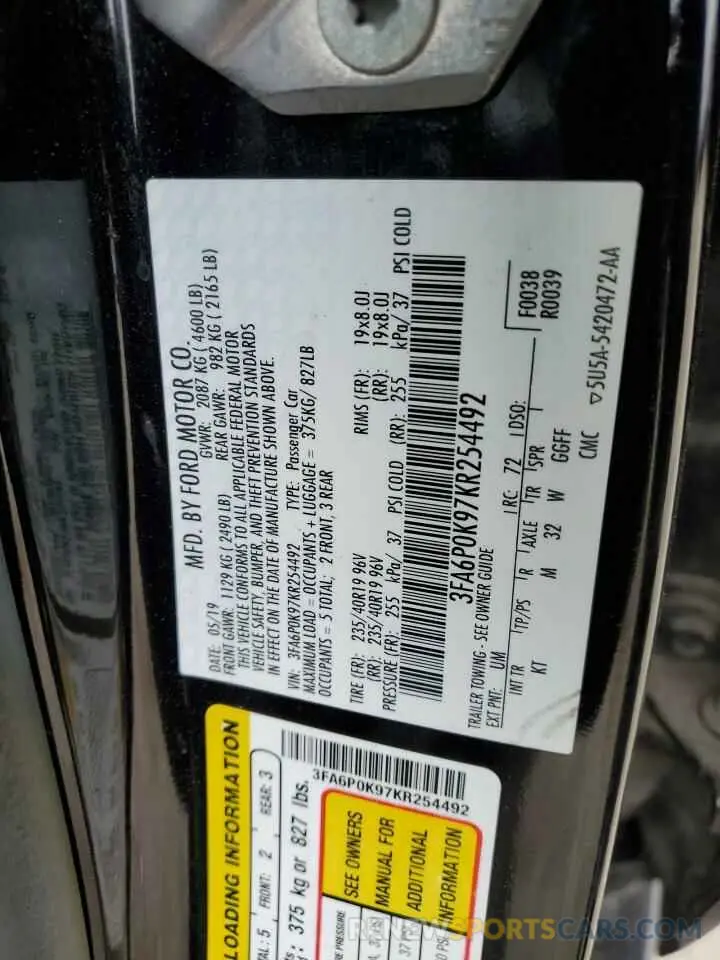 MFD. BY FORD MOTOR CO.
DATE: 05/19 GVWR: 2087 KG ( 4600 LB)
FRONT GAWR: 1129 KG ( 2490 LB) REAR GAWR: 982 KG ( 2165 LB)
THIS VEHICLE CONFORMS TO ALL APPLICABLE FEDERAL MOTOR
VEHICLE SAFETY, BUMPER, AND THEFT PREVENTION STANDARDS
IN EFFECT ON THE DATE OF MANUFACTURE SHOWN ABOVE.
VIN: 3FA6P0K97KR254492 TYPE: Passenger Car
MAXIMUM LOAD = OCCUPANTS + LUGGAGE = 375KG/ 827LB
OCCUPANTS = 5 TOTAL; 2 FRONT, 3 REAR
TIRE (FR): 235/40R19 96V RIMS (FR): 19x8.0J
(RR): 235/40R19 96V (RR): 19x8.0J
PRESSURE (FR): 255 kPa/ 37 PSI COLD (RR): 255 kPa/ 37 PSI COLD
3FA6P0K97KR254492
TRAILER TOWING - SEE OWNER GUIDE
EXT PNT: UM RC: 72 DSO: F0038
R0039
INT TR TP/PS R AXLE TR SPR
KT M 32 W GGFF
CMC ▽5U5A-5420472-AA
LOADING INFORMATION
: 5 FRONT: 2 REAR: 3
: 375 kg or 827 lbs.
3FA6P0K97KR254492
SEE OWNERS
MANUAL FOR
ADDITIONAL
INFORMATION
PRESSURE
RENEWSPORTSCARS.COM